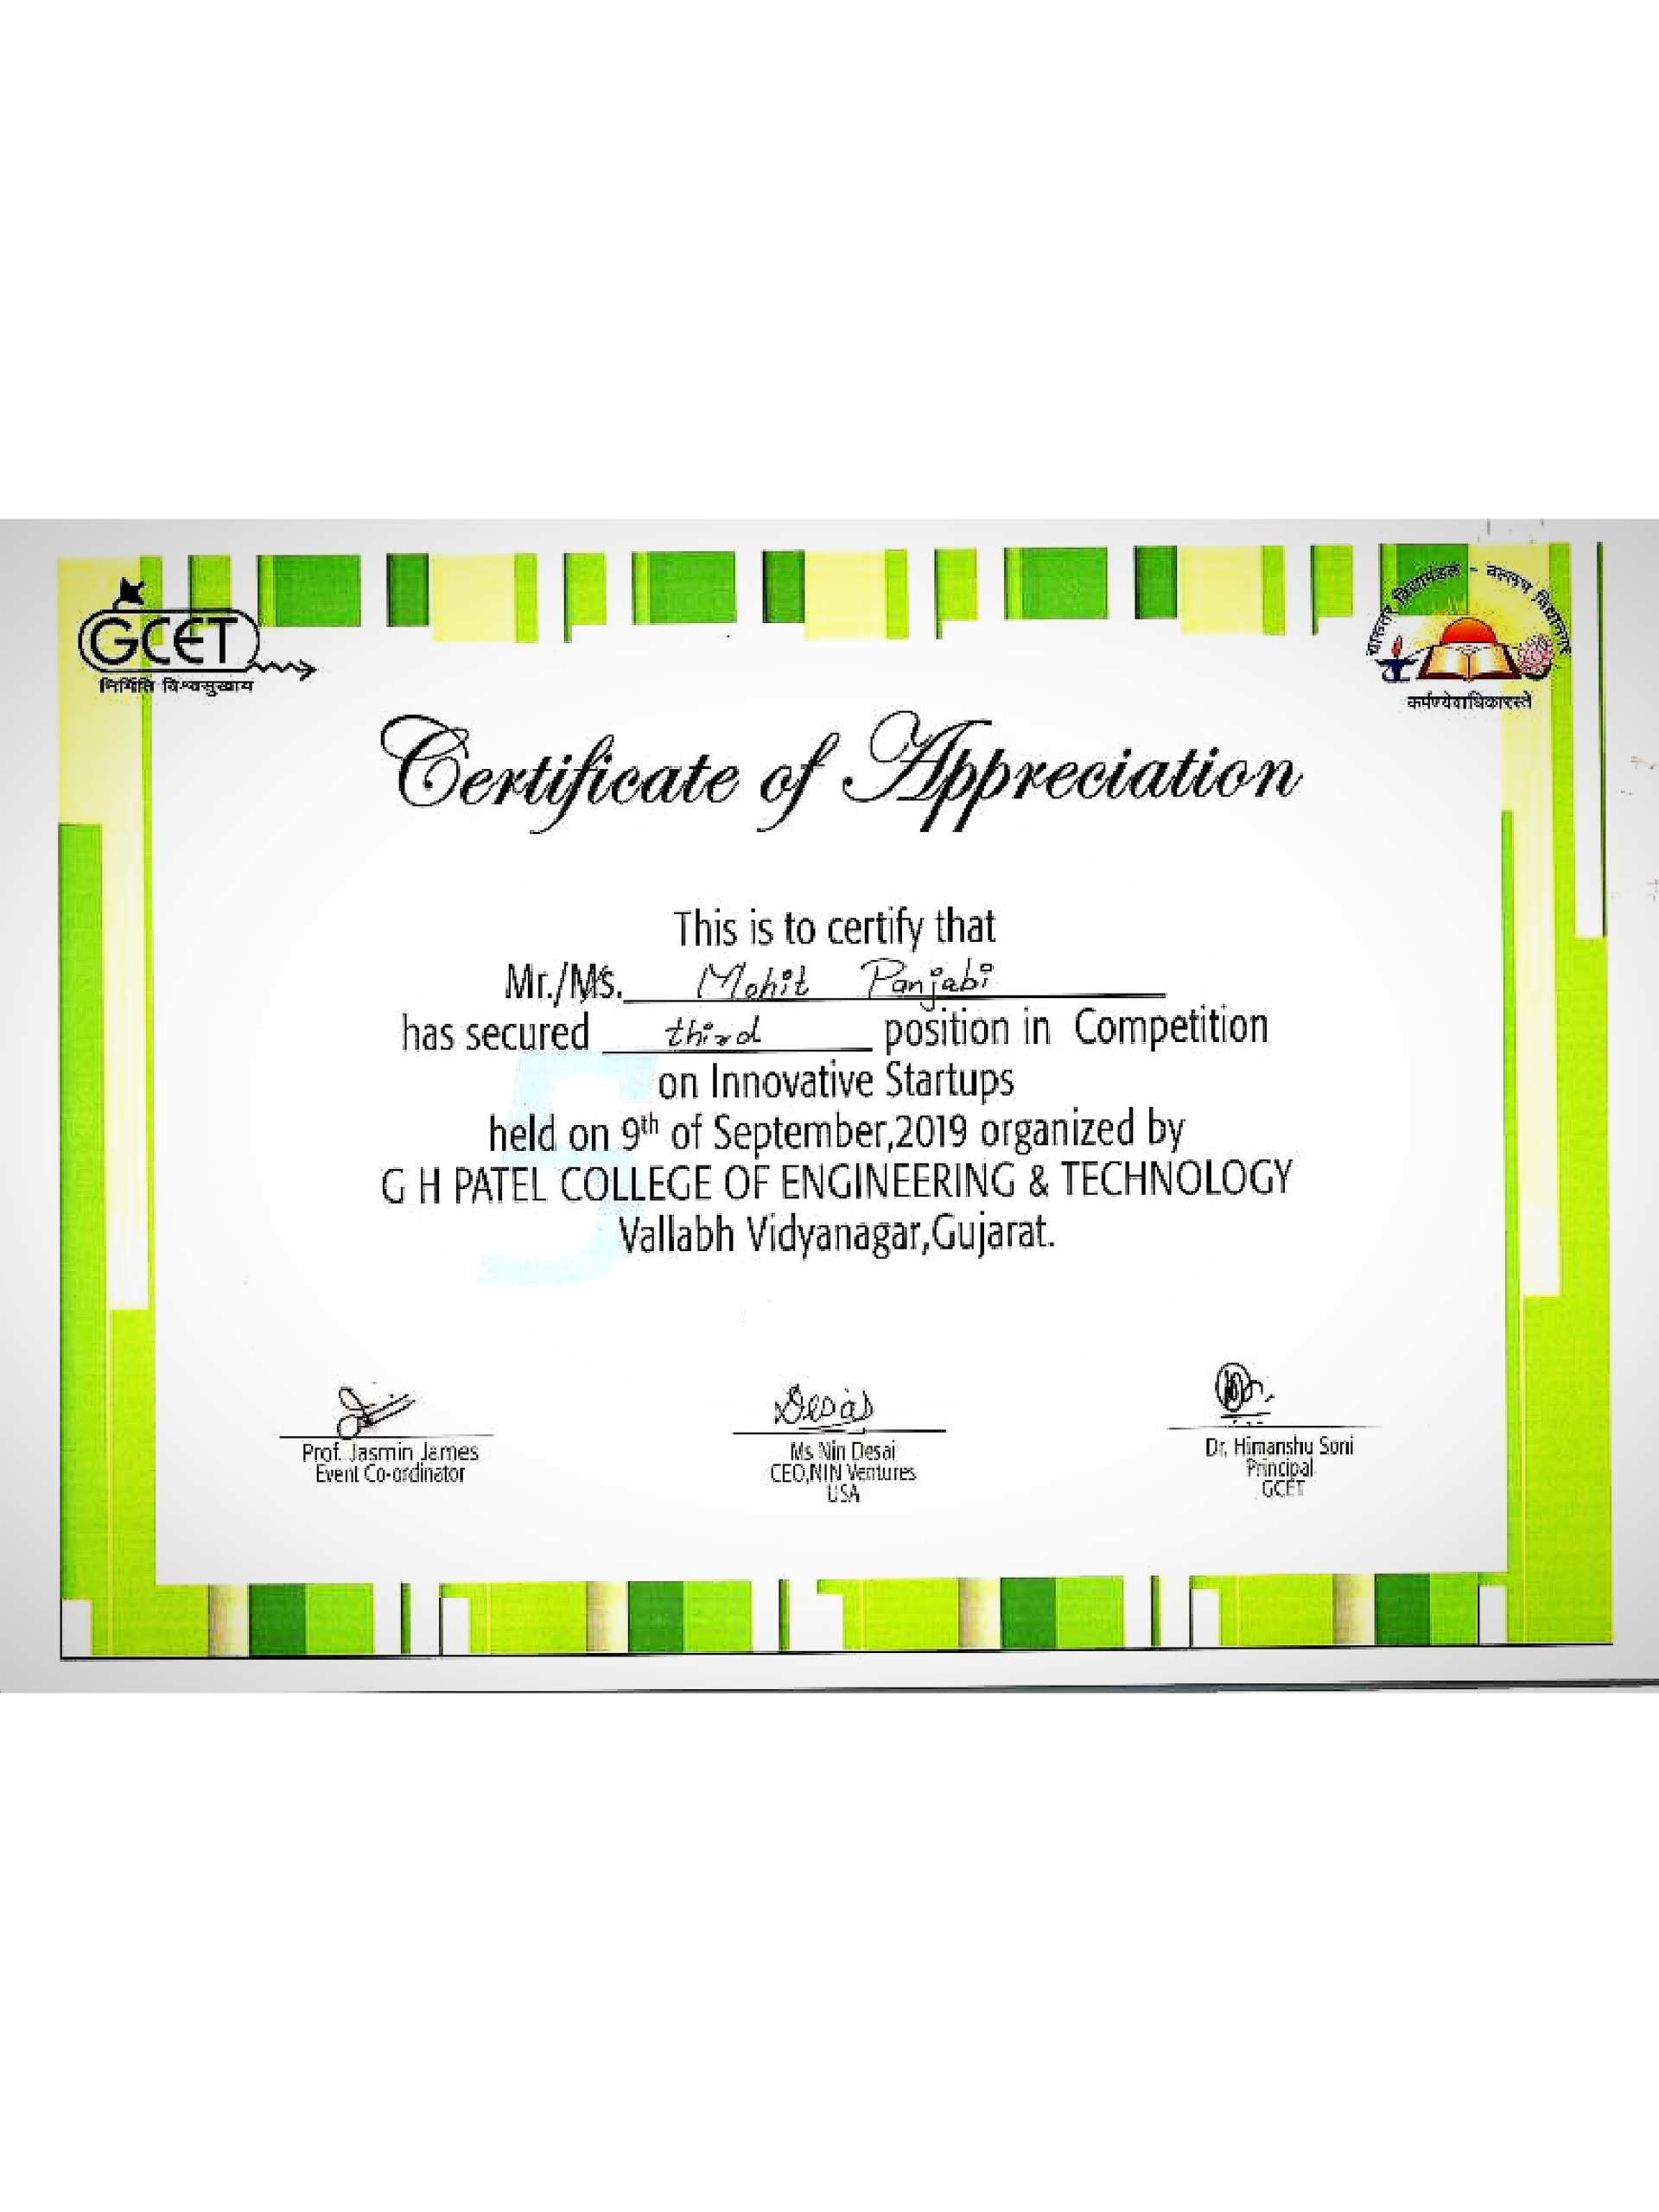 GCET
निर्मिति विश्वसुखाय
चारुतर विद्यामंडल - वल्लभ विद्यानगर
कर्मण्येवाधिकारस्ते
Certificate of Appreciation
This is to certify that
Mr./Ms. Mohit Panjabi
has secured third position in Competition
on Innovative Startups
held on 9th of September,2019 organized by
G H PATEL COLLEGE OF ENGINEERING & TECHNOLOGY
Vallabh Vidyanagar,Gujarat.
Desai
Prof. Jasmin James
Event Co-ordinator
Ms Nin Desai
CEO,NIN Ventures
USA
Dr. Himanshu Soni
Principal
GCET